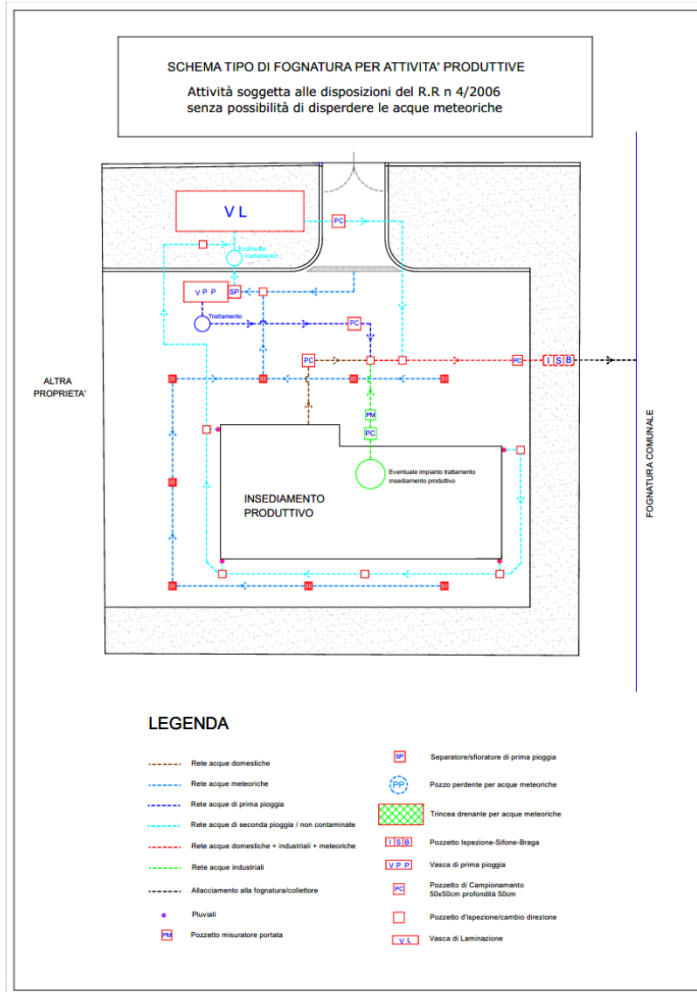 SCHEMA TIPO DI FOGNATURA PER ATTIVITA' PRODUTTIVE
Attività soggetta alle disposizioni del R.R n 4/2006
senza possibilità di disperdere le acque meteoriche
V L
PC
Eventuale
trattamento
V P P
SP
Trattamento
PC
PC
PC
I S B
ALTRA
PROPRIETA'
PM
PC
Eventuale impianto trattamento
insediamento produttivo
INSEDIAMENTO
PRODUTTIVO
FOGNATURA COMUNALE
LEGENDA
Rete acque domestiche
Rete acque meteoriche
Rete acque di prima pioggia
Rete acque di seconda pioggia / non contaminate
Rete acque domestiche + industriali + meteoriche
Rete acque industriali
Allacciamento alla fognatura/collettore
Pluviali
PM
Pozzetto misuratore portata
SP
Separatore/sfioratore di prima pioggia
PP
Pozzo perdente per acque meteoriche
Trincea drenante per acque meteoriche
I S B
Pozzetto Ispezione-Sifone-Braga
V P P
Vasca di prima pioggia
PC
Pozzetto di Campionamento
50x50cm profondità 50cm
Pozzetto d'ispezione/cambio direzione
V L
Vasca di Laminazione